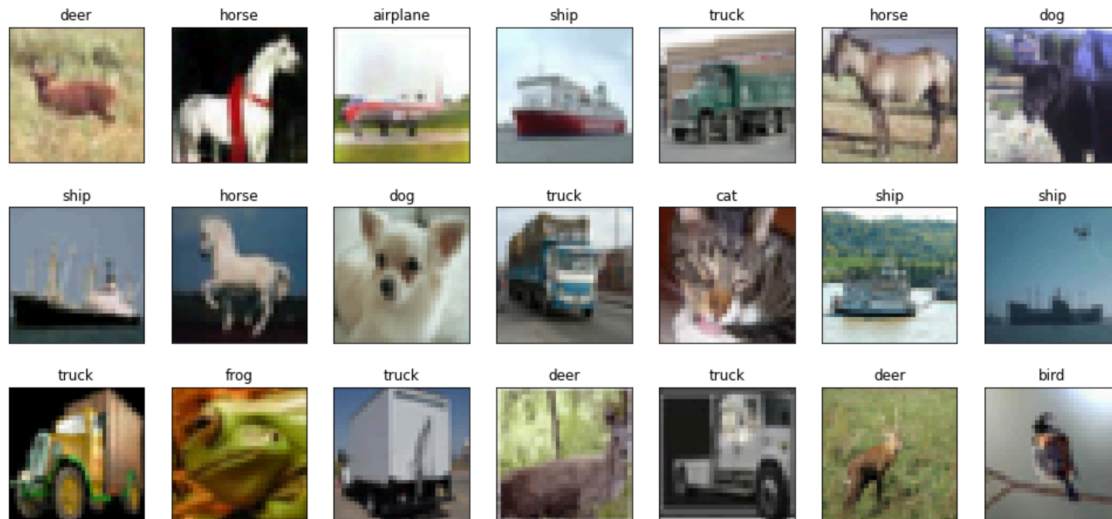 deer horse airplane ship truck horse dog
ship horse dog truck cat ship ship
truck frog truck deer truck deer bird